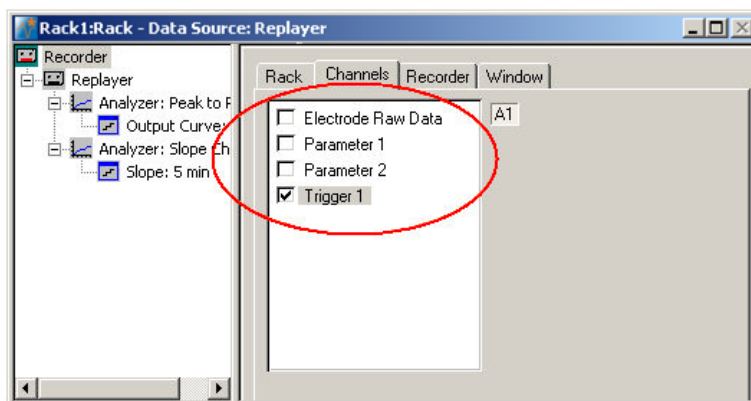 Rack1:Rack - Data Source: Replayer
Recorder
Replayer
Analyzer: Peak to P
Output Curve:
Analyzer: Slope Ch
Slope: 5 min
Rack Channels Recorder Window
Electrode Raw Data
Parameter 1
Parameter 2
Trigger 1
A1